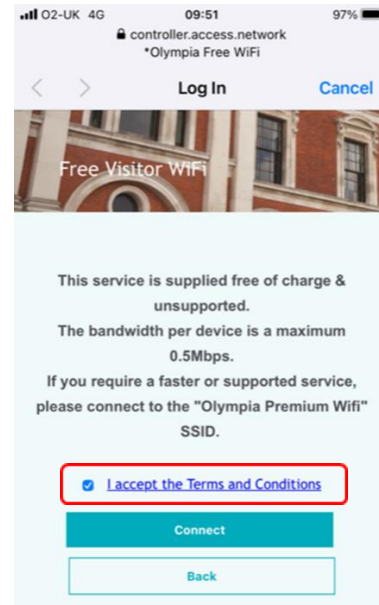 O2-UK 4G 09:51 97%
controller.access.network
*Olympia Free WiFi
Log In Cancel
Free Visitor WiFi
This service is supplied free of charge &
unsupported.
The bandwidth per device is a maximum
0.5Mbps.
If you require a faster or supported service,
please connect to the "Olympia Premium Wifi"
SSID.
I accept the Terms and Conditions
Connect
Back